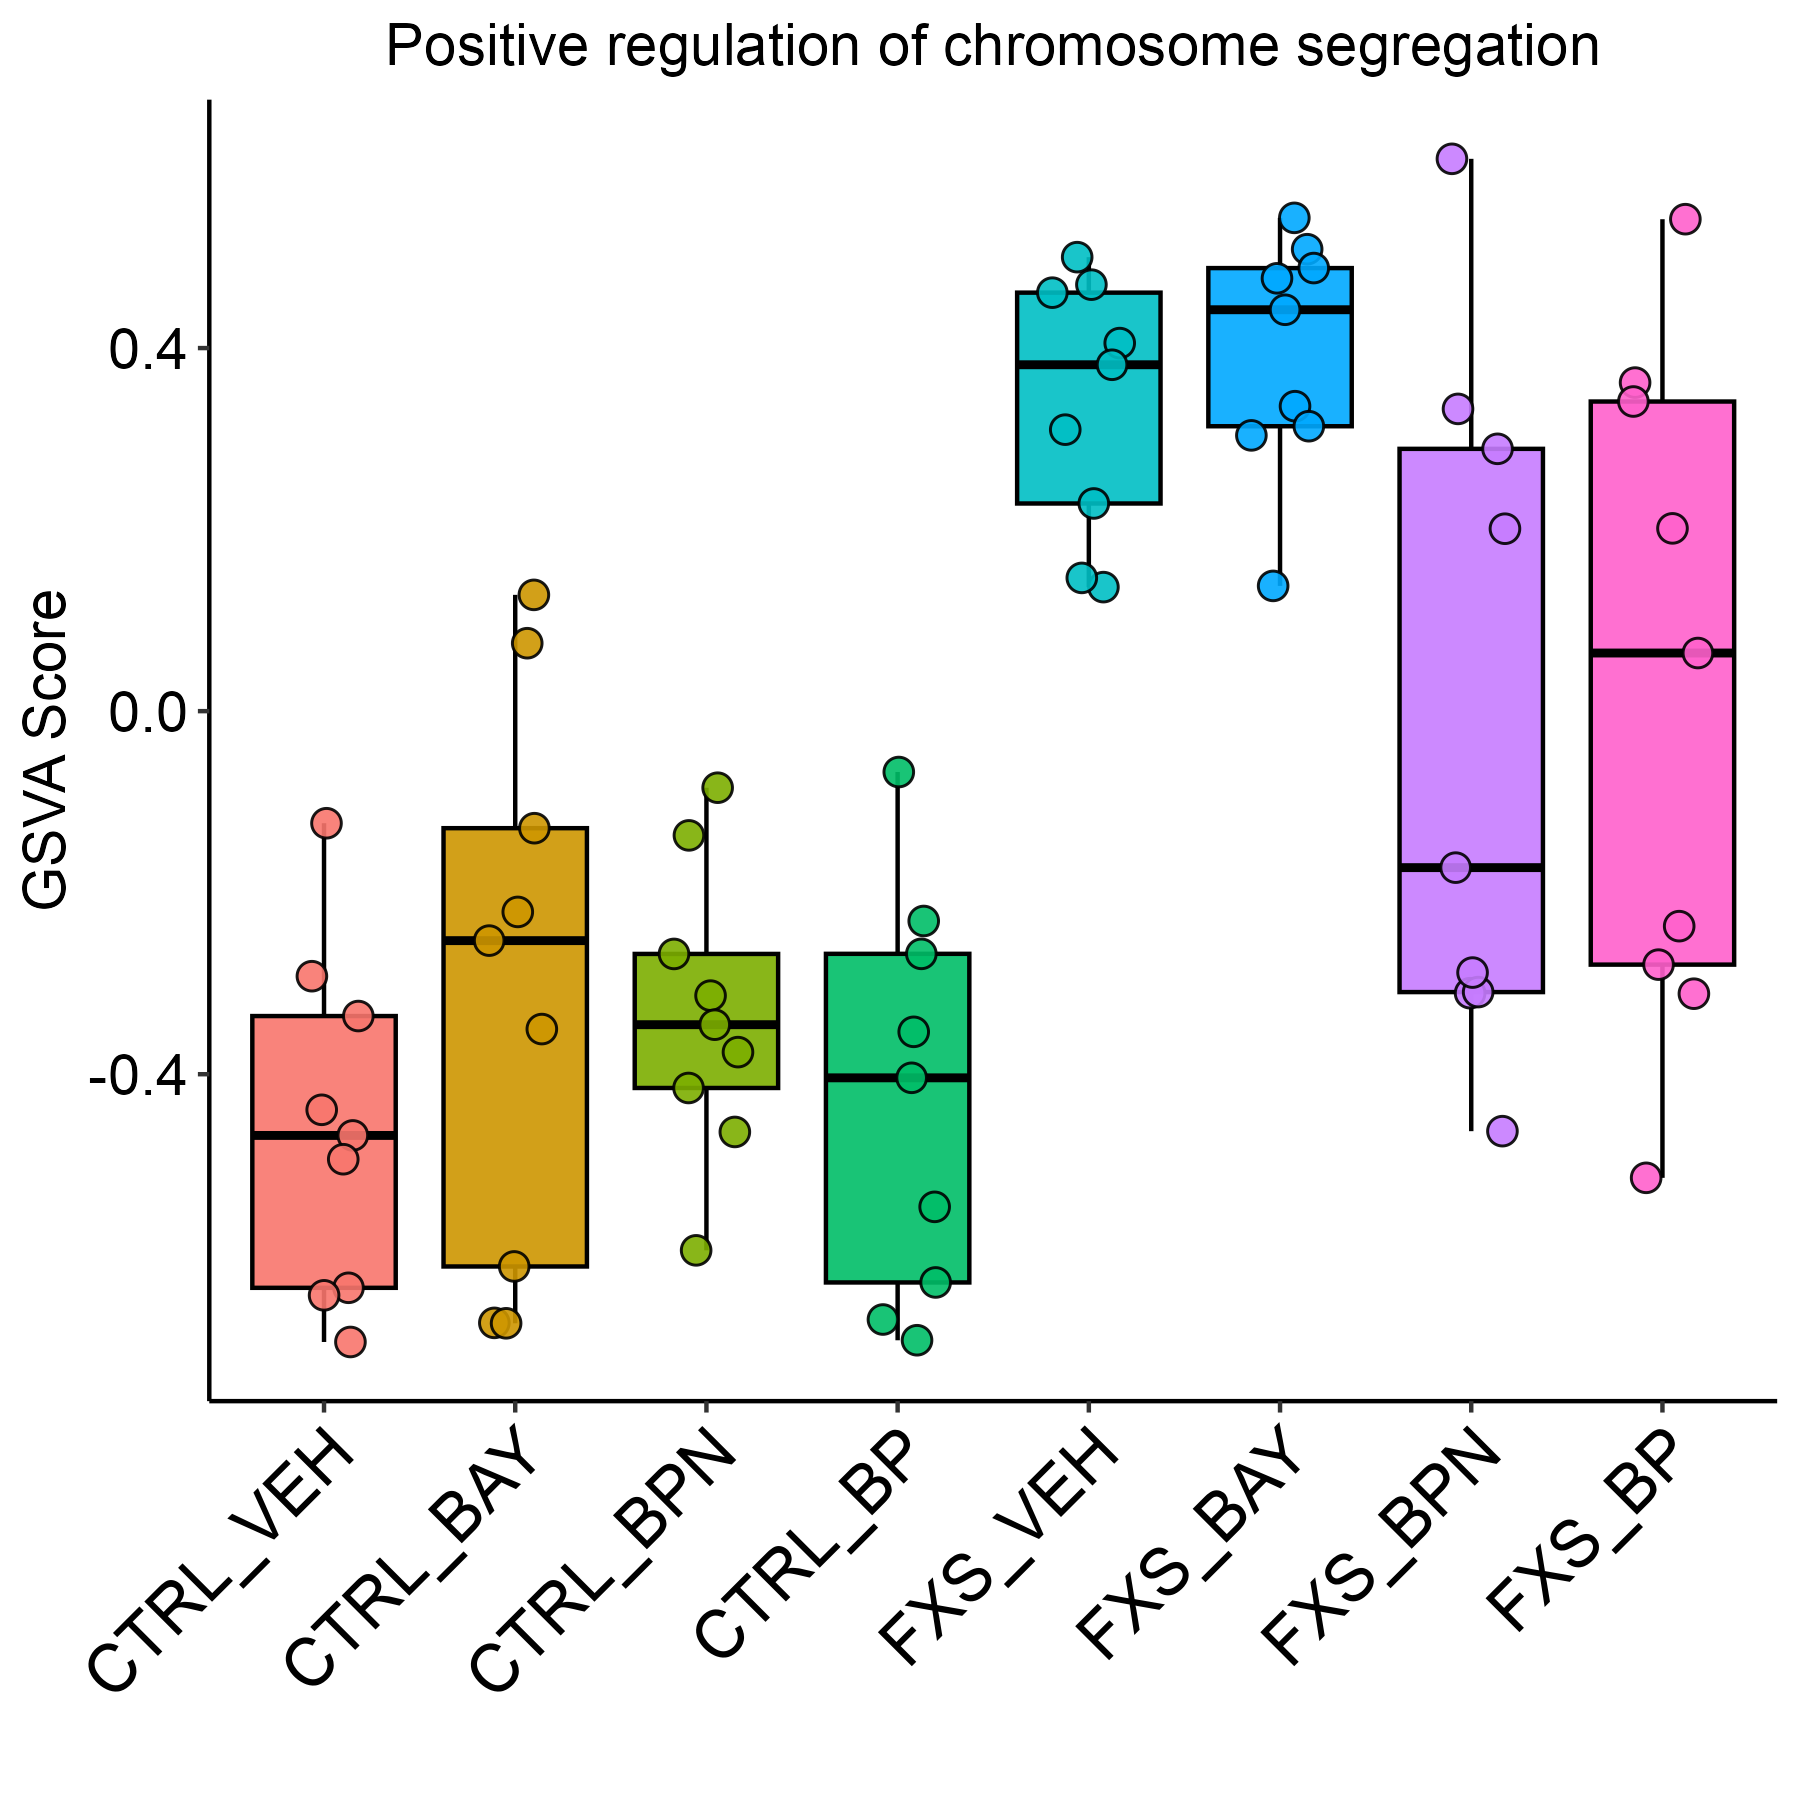 Positive regulation of chromosome segregation
GSVA Score
0.4
0.0
-0.4
CTRL_VEH
CTRL_BAY
CTRL_BPN
CTRL_BP
FXS_VEH
FXS_BAY
FXS_BPN
FXS_BP